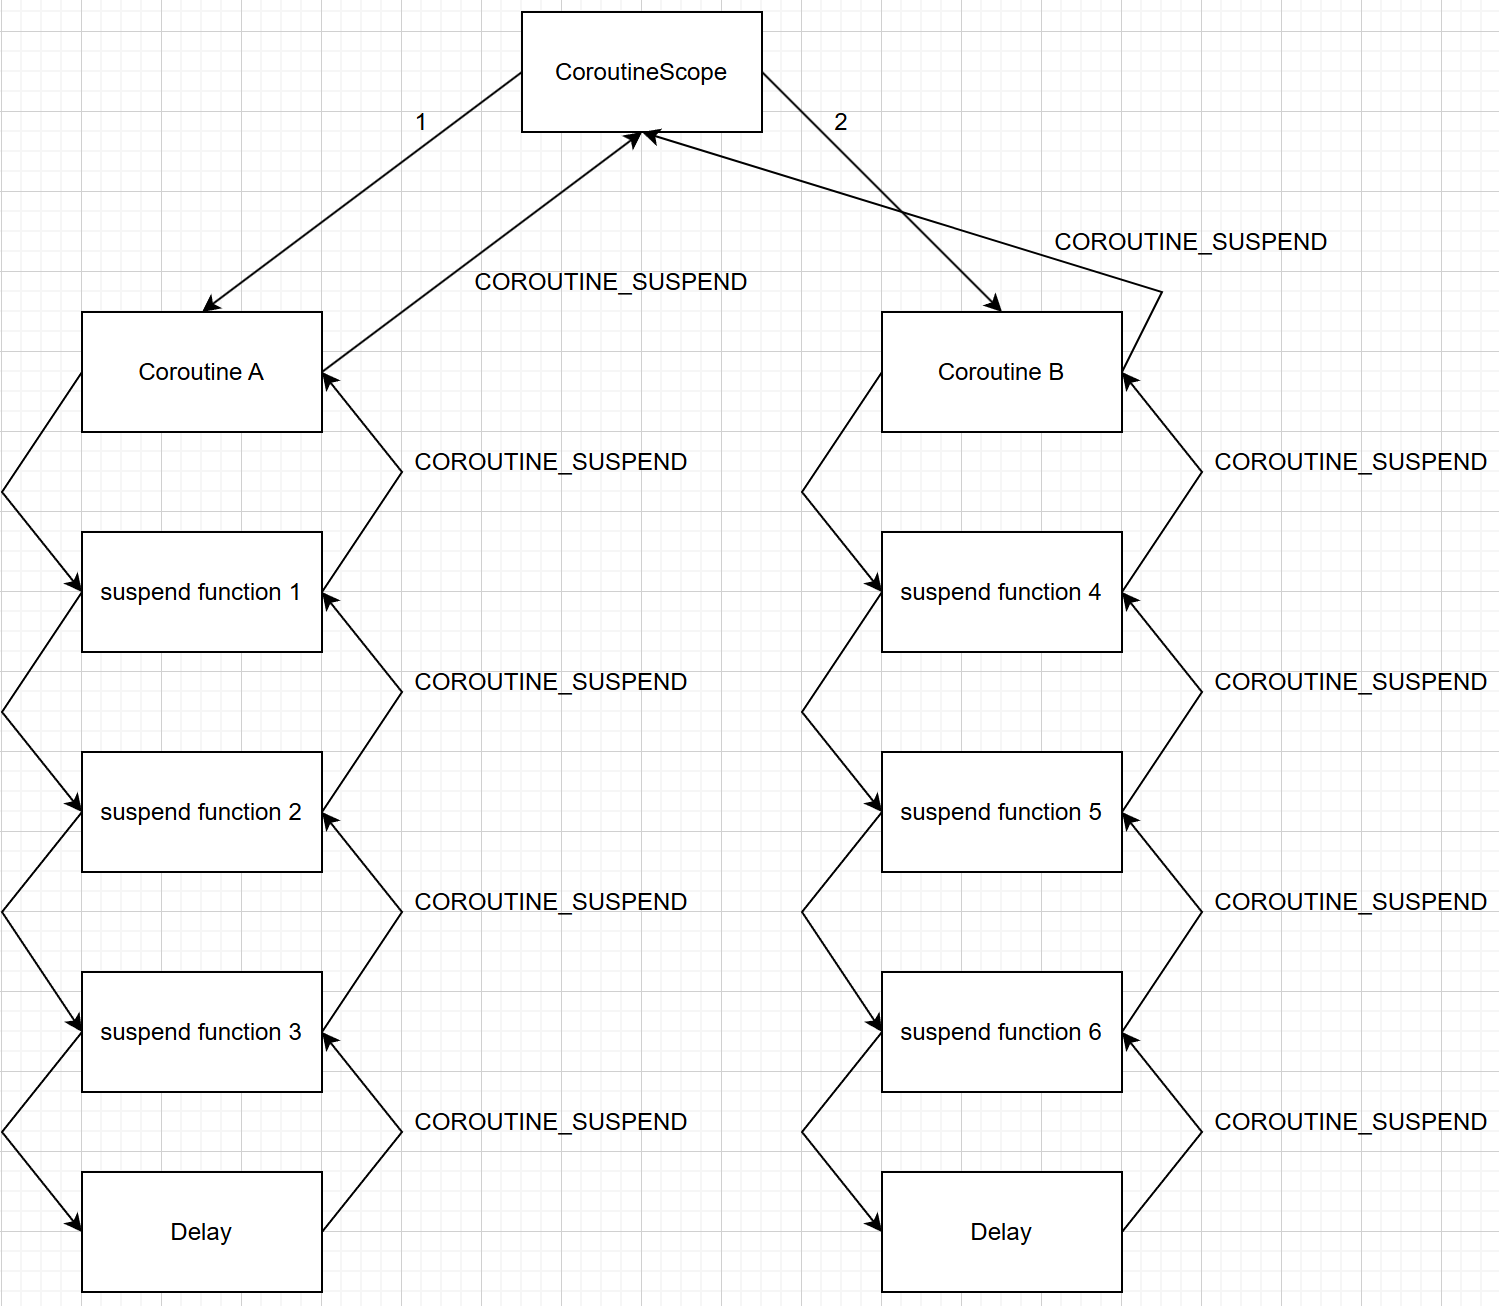 CoroutineScope
1
2
COROUTINE_SUSPEND
COROUTINE_SUSPEND
Coroutine A
Coroutine B
COROUTINE_SUSPEND
COROUTINE_SUSPEND
suspend function 1
suspend function 4
COROUTINE_SUSPEND
COROUTINE_SUSPEND
suspend function 2
suspend function 5
COROUTINE_SUSPEND
COROUTINE_SUSPEND
suspend function 3
suspend function 6
COROUTINE_SUSPEND
COROUTINE_SUSPEND
Delay
Delay